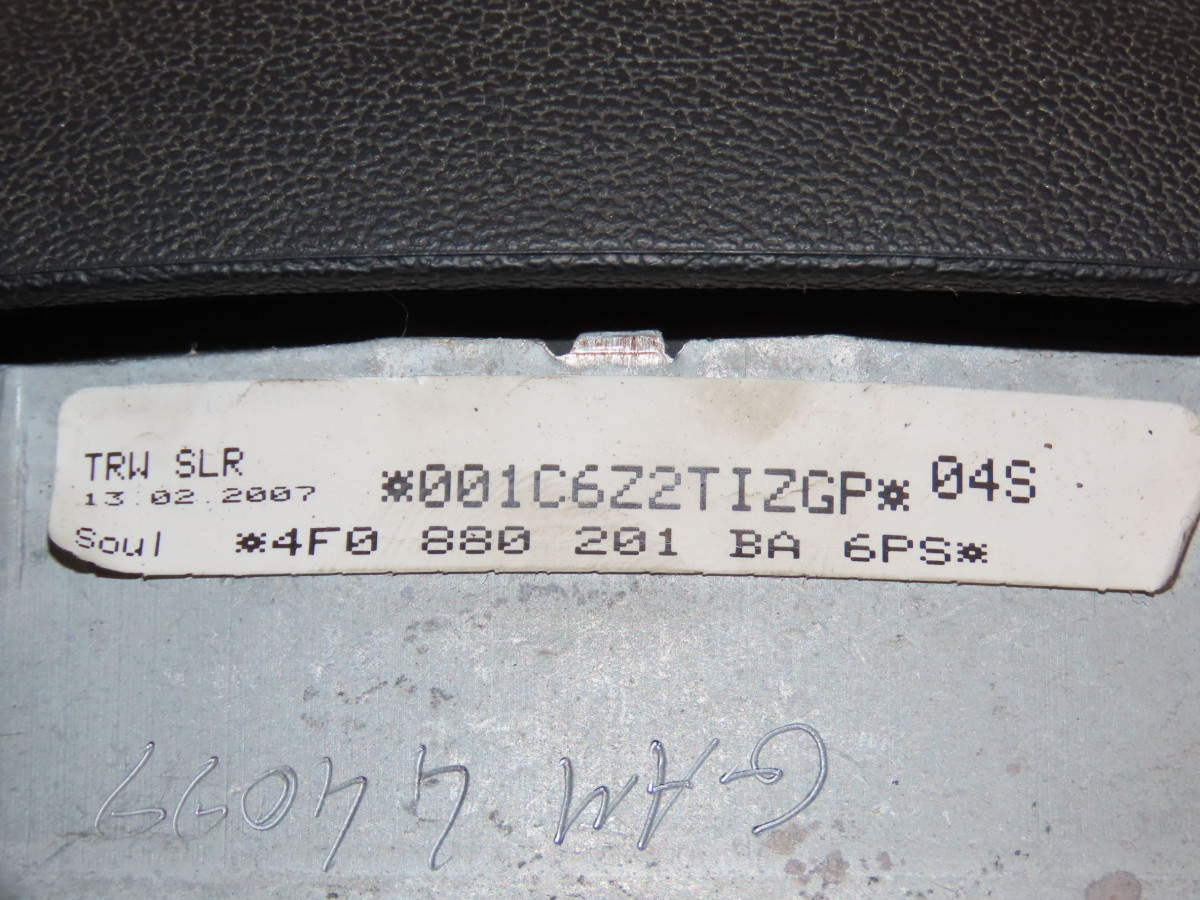 TRW SLR
13.02.2007
*001C6Z2TIZGP* 04S
Soul *4F0 880 201 BA 6PS*